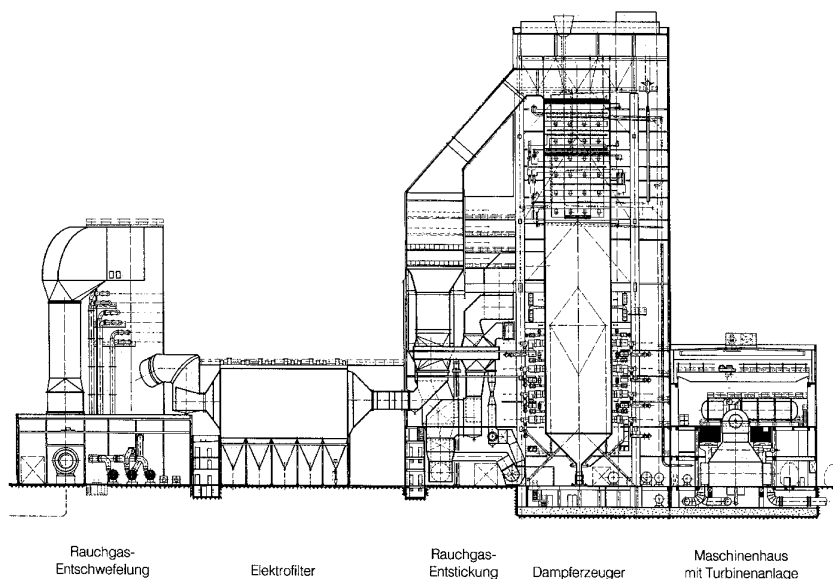 Rauchgas-
Entschwefelung
Elektrofilter
Rauchgas-
Entstickung
Dampferzeuger
Maschinenhaus
mit Turbinenanlage